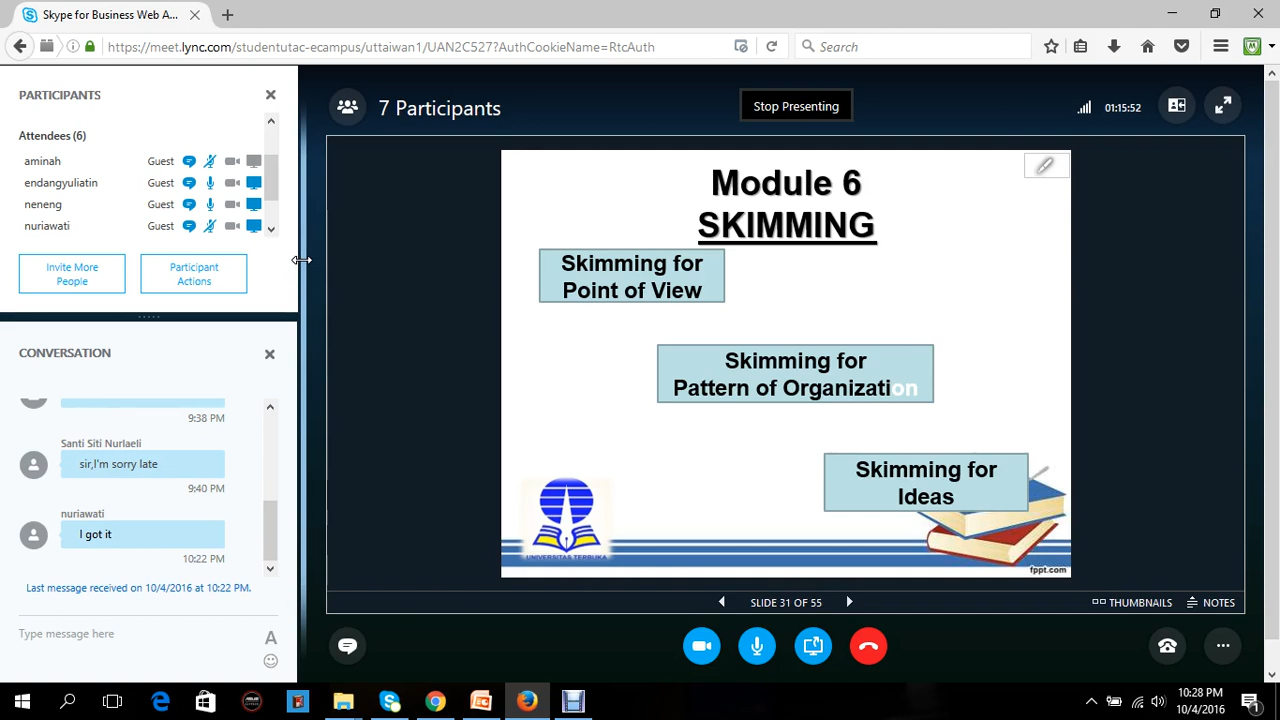 Skype for Business Web A...
https://meet.lync.com/studentutac-ecampus/uttaiwan1/UAN2C527?AuthCookieName=RtcAuth
Search
PARTICIPANTS
Attendees (6)
aminah Guest
endangyuliatin Guest
neneng Guest
nuriawati Guest
Invite More
People
Participant
Actions
CONVERSATION
9:38 PM
Santi Siti Nurlaeli
sir,I'm sorry late
9:40 PM
nuriawati
I got it
10:22 PM
Last message received on 10/4/2016 at 10:22 PM.
Type message here
A
7 Participants
Stop Presenting
01:15:52
Module 6
SKIMMING
Skimming for
Point of View
Skimming for
Pattern of Organization
Skimming for
Ideas
UNIVERSITAS TERBUKA
fppt.com
SLIDE 31 OF 55
THUMBNAILS
NOTES
10:28 PM
10/4/2016